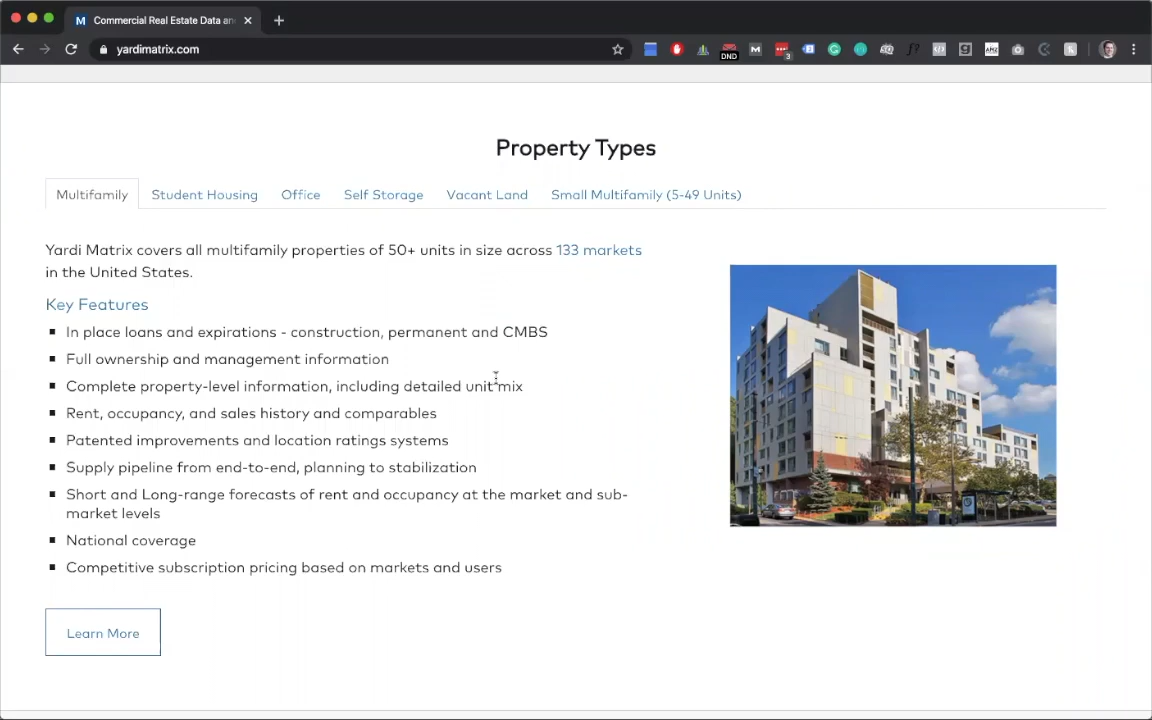 Commercial Real Estate Data an
yardimatrix.com
DND
3
Property Types
Multifamily Student Housing Office Self Storage Vacant Land Small Multifamily (5-49 Units)
Yardi Matrix covers all multifamily properties of 50+ units in size across 133 markets
in the United States.
Key Features
In place loans and expirations - construction, permanent and CMBS
Full ownership and management information
Complete property-level information, including detailed unit mix
Rent, occupancy, and sales history and comparables
Patented improvements and location ratings systems
Supply pipeline from end-to-end, planning to stabilization
Short and Long-range forecasts of rent and occupancy at the market and sub-
market levels
National coverage
Competitive subscription pricing based on markets and users
Learn More